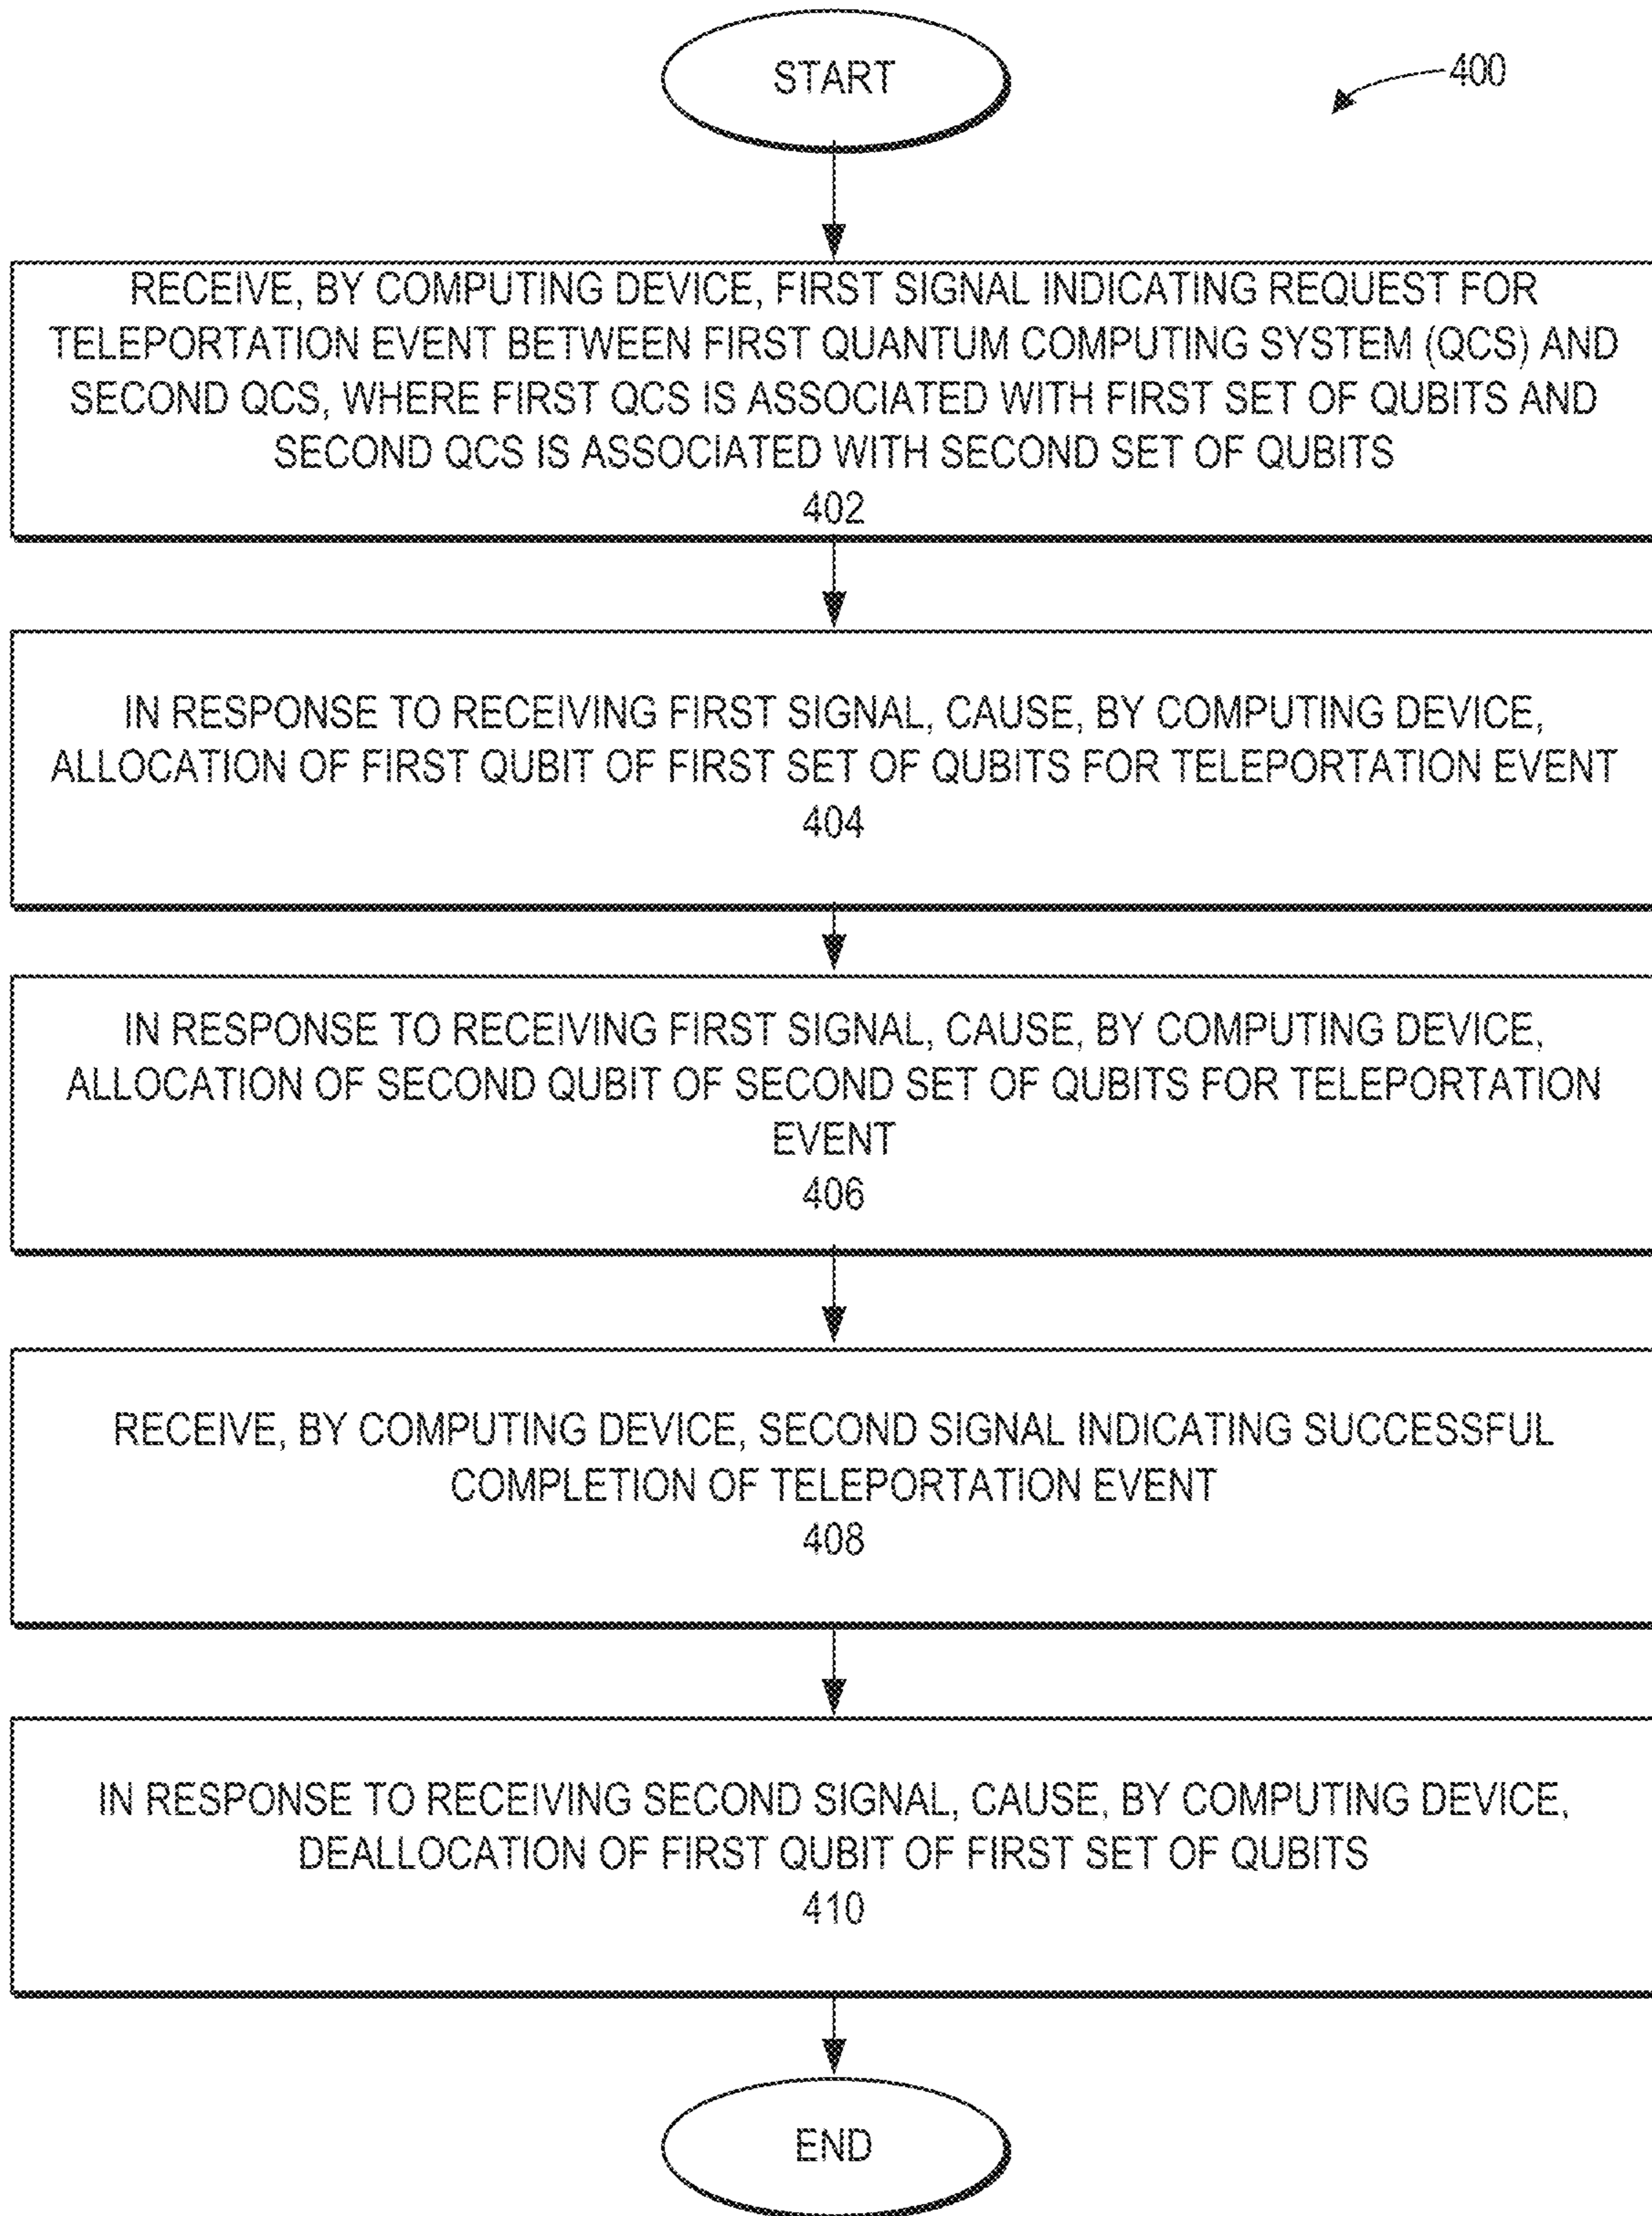 START
400
RECEIVE, BY COMPUTING DEVICE, FIRST SIGNAL INDICATING REQUEST FOR
TELEPORTATION EVENT BETWEEN FIRST QUANTUM COMPUTING SYSTEM (QCS) AND
SECOND QCS, WHERE FIRST QCS IS ASSOCIATED WITH FIRST SET OF QUBITS AND
SECOND QCS IS ASSOCIATED WITH SECOND SET OF QUBITS
402
IN RESPONSE TO RECEIVING FIRST SIGNAL, CAUSE, BY COMPUTING DEVICE,
ALLOCATION OF FIRST QUBIT OF FIRST SET OF QUBITS FOR TELEPORTATION EVENT
404
IN RESPONSE TO RECEIVING FIRST SIGNAL, CAUSE, BY COMPUTING DEVICE,
ALLOCATION OF SECOND QUBIT OF SECOND SET OF QUBITS FOR TELEPORTATION
EVENT
406
RECEIVE, BY COMPUTING DEVICE, SECOND SIGNAL INDICATING SUCCESSFUL
COMPLETION OF TELEPORTATION EVENT
408
IN RESPONSE TO RECEIVING SECOND SIGNAL, CAUSE, BY COMPUTING DEVICE,
DEALLOCATION OF FIRST QUBIT OF FIRST SET OF QUBITS
410
END